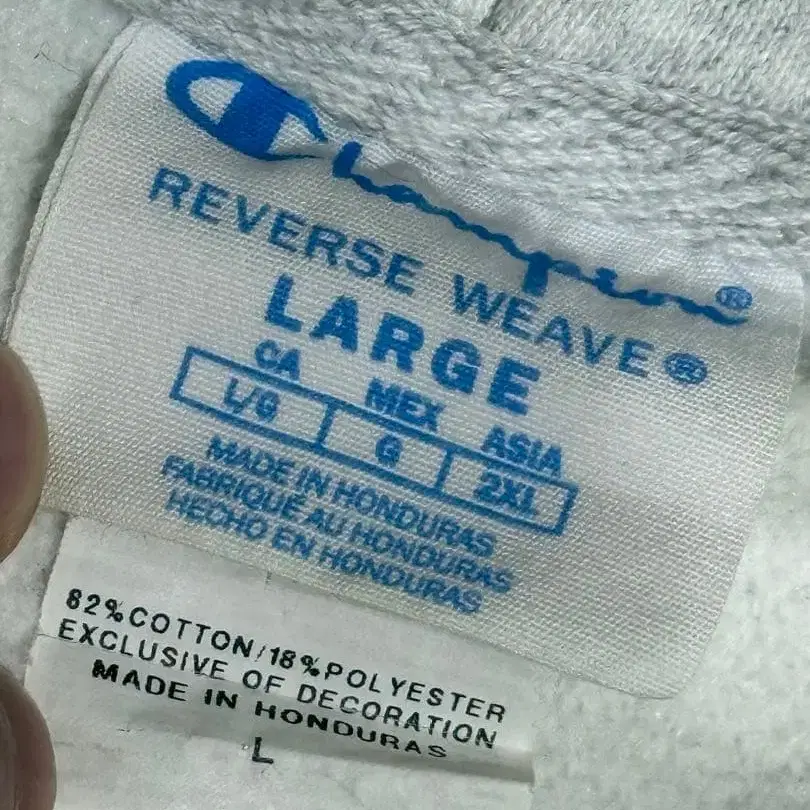 Champion®
REVERSE WEAVE®
LARGE
CA MEX ASIA
L/G G 2XL
MADE IN HONDURAS
FABRIQUÉ AU HONDURAS
HECHO EN HONDURAS
82%COTTON/18%POLYESTER
EXCLUSIVE OF DECORATION
MADE IN HONDURAS
L